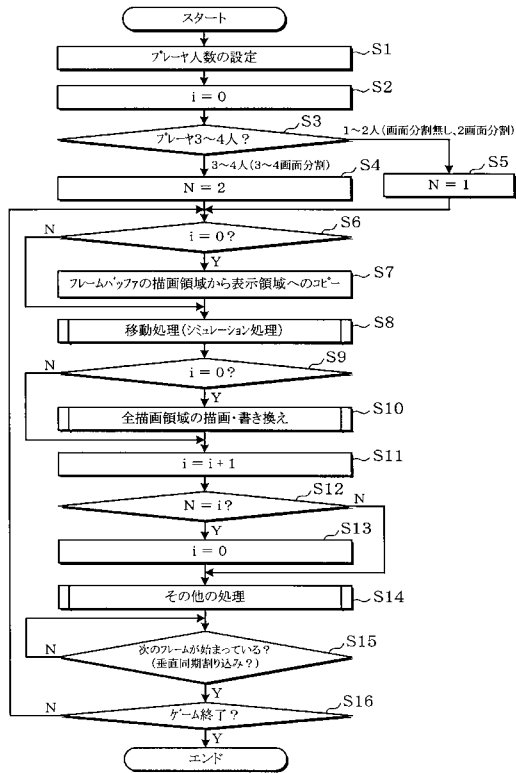 スタート
プレーヤ人数の設定
S1
i = 0
S2
プレーヤ3～4人?
S3
1～2人(画面分割無し、2画面分割)
3～4人(3～4画面分割)
N = 2
S4
N = 1
S5
i = 0?
S6
N
Y
フレームバッファの描画領域から表示領域へのコピー
S7
移動処理(シミュレーション処理)
S8
i = 0?
S9
N
Y
全描画領域の描画・書き換え
S10
i = i + 1
S11
N = i?
S12
N
Y
i = 0
S13
その他の処理
S14
次のフレームが始まっている?
(垂直同期割り込み?)
S15
N
Y
ゲーム終了?
S16
N
Y
エンド